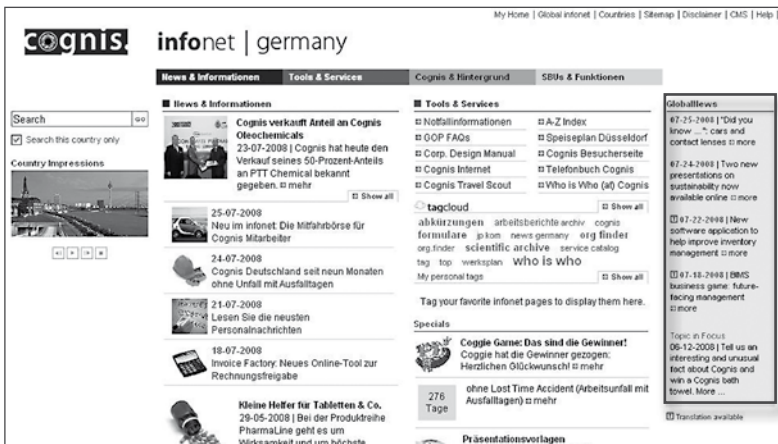 My Home | Global infonet | Countries | Sitemap | Disclaimer | CMS | Help |
cognis.
infonet | germany
News & Informationen
Tools & Services
Cognis & Hintergrund
SBUs & Funktionen
Search
GO
Search this country only
Country Impressions
News & Informationen
Cognis verkauft Anteil an Cognis
Oleochemicals
23-07-2008 | Cognis hat heute den
Verkauf seines 50-Prozent-Anteils
an PTT Chemical bekannt
gegeben. mehr
Show all
25-07-2008
Neu im infonet: Die Mitfahrbörse für
Cognis Mitarbeiter
24-07-2008
Cognis Deutschland seit neun Monaten
ohne Unfall mit Ausfalltagen
21-07-2008
Lesen Sie die neusten
Personalnachrichten
18-07-2008
Invoice Factory: Neues Online-Tool zur
Rechnungsfreigabe
Kleine Helfer für Tabletten & Co.
29-05-2008 | Bei der Produktreihe
PharmaLine geht es um
Wirksamkeit und um höchste
Tools & Services
Notfallinformationen
A-Z Index
GOP FAQs
Speiseplan Düsseldorf
Corp. Design Manual
Cognis Besucherseite
Cognis Internet
Telefonbuch Cognis
Cognis Travel Scout
Who is Who (at) Cognis
tagcloud
Show all
abkürzungen arbeitsberichte archiv cognis
formulare jp kom news germany org finder
org.finder scientific archive service catalog
tag top werksplan who is who
My personal tags
Show all
Tag your favorite infonet pages to display them here.
Specials
Coggie Game: Das sind die Gewinner!
Coggie hat die Gewinner gezogen:
Herzlichen Glückwunsch! mehr
276
Tage
ohne Lost Time Accident (Arbeitsunfall mit
Ausfalltagen) mehr
Präsentationsvorlagen
GlobalNews
07-25-2008 | "Did you
know ...": cars and
contact lenses more
07-24-2008 | Two new
presentations on
sustainability now
available online more
07-22-2008 | New
software application to
help improve inventory
management more
07-18-2008 | BIMS
business game: future-
facing management
more
Topic in Focus
06-12-2008 | Tell us an
interesting and unusual
fact about Cognis and
win a Cognis bath
towel. More ...
Translation available